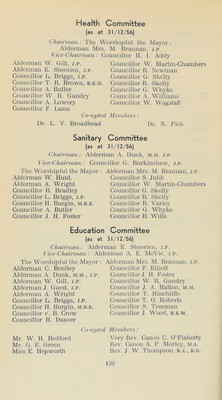 Health Committee
(as at 31/12/56)
Chairman : The Worshipful the Mayor :
Alderman Mrs. M. Brannan, J.P.
Vice-Chairman : Councillor H. I. Addy
Alderman W. Gill, J.P. Councillor W. Martin-Chambers
Alderman E. Sheerien, J.P. Councillor R. Newman
Councillor L. Briggs, J.P. Councillor G. Skelly
Councillor T. R. Brown, B.E.M. Councillor R. Skelly
Councillor A. Butler Councillor G. Whyke
Councillor W. R. Gundry Councillor A. Williams
Councillor A. Lowery Councillor W. Wagstaff
Councillor F. Lunn
Co-opted Members :
Dr. L. V. Broadhead Dr. N. Pick
Sanitary Committee
(as at 31/12/56)
Chairman : Alderman A. Dunk, M.M., J.P.
Vice-Chairman : Councillor G. Burkinshaw, J.P.
The Worshipful the Mayor : Alderman Mrs. M. Brannan, J.P.
Alderman W. Hunt. Councillor S. Jubb
Alderman A. Wright Councillor W. Martin-Chambers
Councillor R. Bradley Councillor G. Skelly
Councillor L. Briggs, J.P. Councillor R. Skelly
Councillor H. Bargin, M.B.E. Councillor R. Varley
Councillor A. Butler Councillor G. Whyke
Councillor J. H. Foster Councillor H. Wills
Education Committee
(as at 31/12/56)
Chairman : Alderman E. Sheerien, J.P.
Vice-Chairman : Alderman A. E. McVie, J.P.
The Worshipful the Mayor : Alderman Mrs. M. Brannan, J.P.
Alderman C. Bentley Councillor F. Elliott
Alderman A. Dunk, M.M., J.P. Councillor J. H. Foster
Alderman W. Gill, J.P. Councillor W. R. Gundry
Alderman J. Guest, J.P. Councillor J. A. Halton, M.M.
Alderman A. Wright Councillor T. Hinchliffe
Councillor L. Briggs, J.P. Councillor T. O. Roberts
Councillor H. Bargin, M.B.E. Councillor S. Trueman
Councillor F. B. Crow Councillor J. Wood, B.E.M.
Councillor H. Dancer
Co-opted Members :
Mr. W. H. Bedford Very Rev. Canon C. O'Flaherty
Mr. G. E. Green Rev. Canon A. P. Morley, M.A.
Miss E. Hepworth Rev. J. W. Thompson, B.A., B.D.